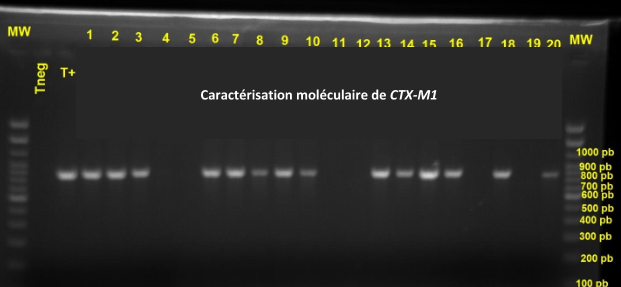 MW 1 2 3 4 5 6 7 8 9 10 11 12 13 14 15 16 17 18 19 20 MW
Tneg T+
Caractérisation moléculaire de CTX-M1
1000 pb
900 pb
800 pb
700 pb
600 pb
500 pb
400 pb
300 pb
200 pb
100 pb